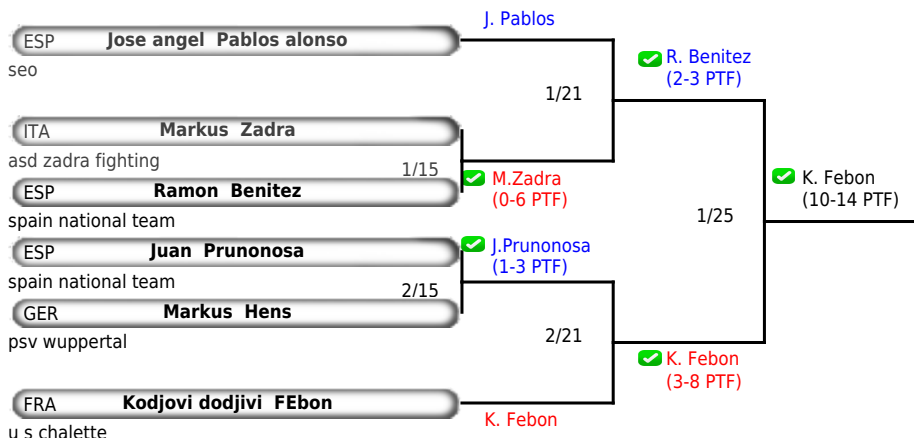 J. Pablos
ESP Jose angel Pablos alonso
seo
R. Benitez
(2-3 PTF)
1/21
ITA Markus Zadra
asd zadra fighting
1/15
M.Zadra
(0-6 PTF)
ESP Ramon Benitez
spain national team
K. Febon
(10-14 PTF)
1/25
ESP Juan Prunonosa
spain national team
J.Prunonosa
(1-3 PTF)
2/15
GER Markus Hens
psv wuppertal
2/21
K. Febon
(3-8 PTF)
FRA Kodjovi dodjivi FEbon
u s chalette
K. Febon